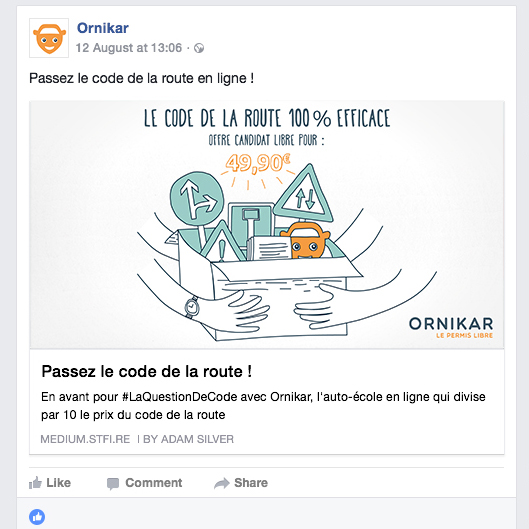 Ornikar
12 August at 13:06 ·
Passez le code de la route en ligne !
LE CODE DE LA ROUTE 100% EFFICACE
OFFRE CANDIDAT LIBRE POUR :
49,90€
ORNIKAR
LE PERMIS LIBRE
Passez le code de la route !
En avant pour #LaQuestionDeCode avec Ornikar, l'auto-école en ligne qui divise
par 10 le prix du code de la route
MEDIUM.STFI.RE | BY ADAM SILVER
Like Comment Share